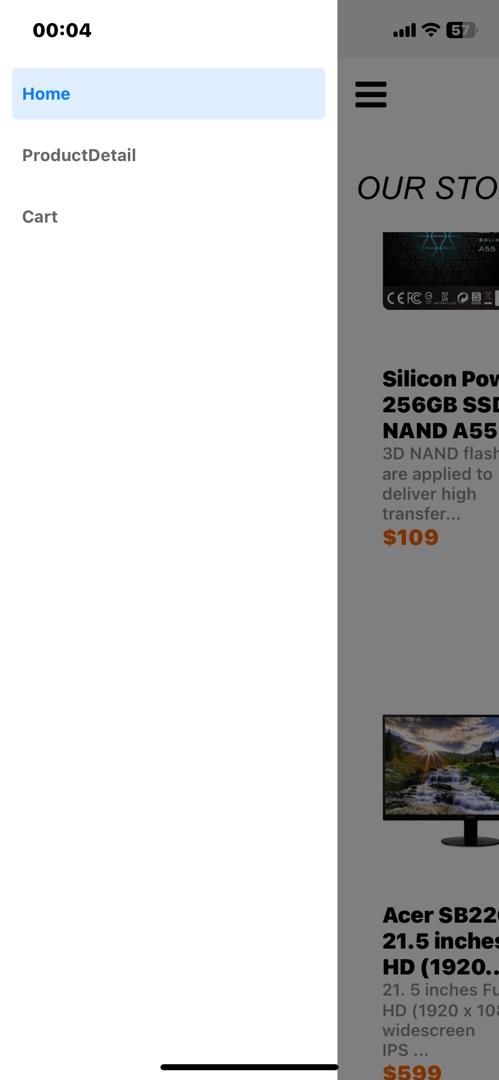 00:04
57
Home
ProductDetail
Cart
OUR STO
A55
Silicon Pow
256GB SSD
NAND A55
3D NAND flash
are applied to
deliver high
transfer...
$109
Acer SB22
21.5 inches
HD (1920..
21. 5 inches Fu
HD (1920 x 108
widescreen
IPS ...
$599